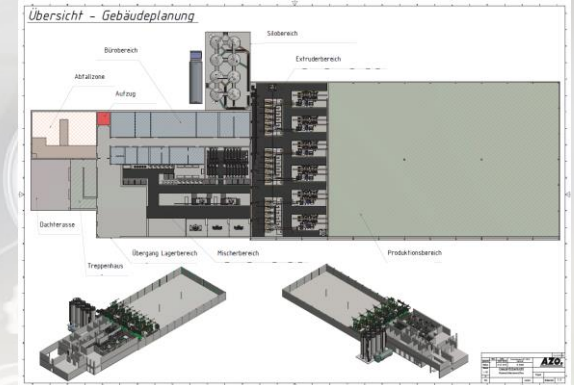 Übersicht - Gebäudeplanung
Silobereich
Bürobereich
Extruderbereich
Abfallzone
Aufzug
Dachterasse
Übergang Lagerbereich
Mischerbereich
Produktionsbereich
Treppenhaus
AZO.